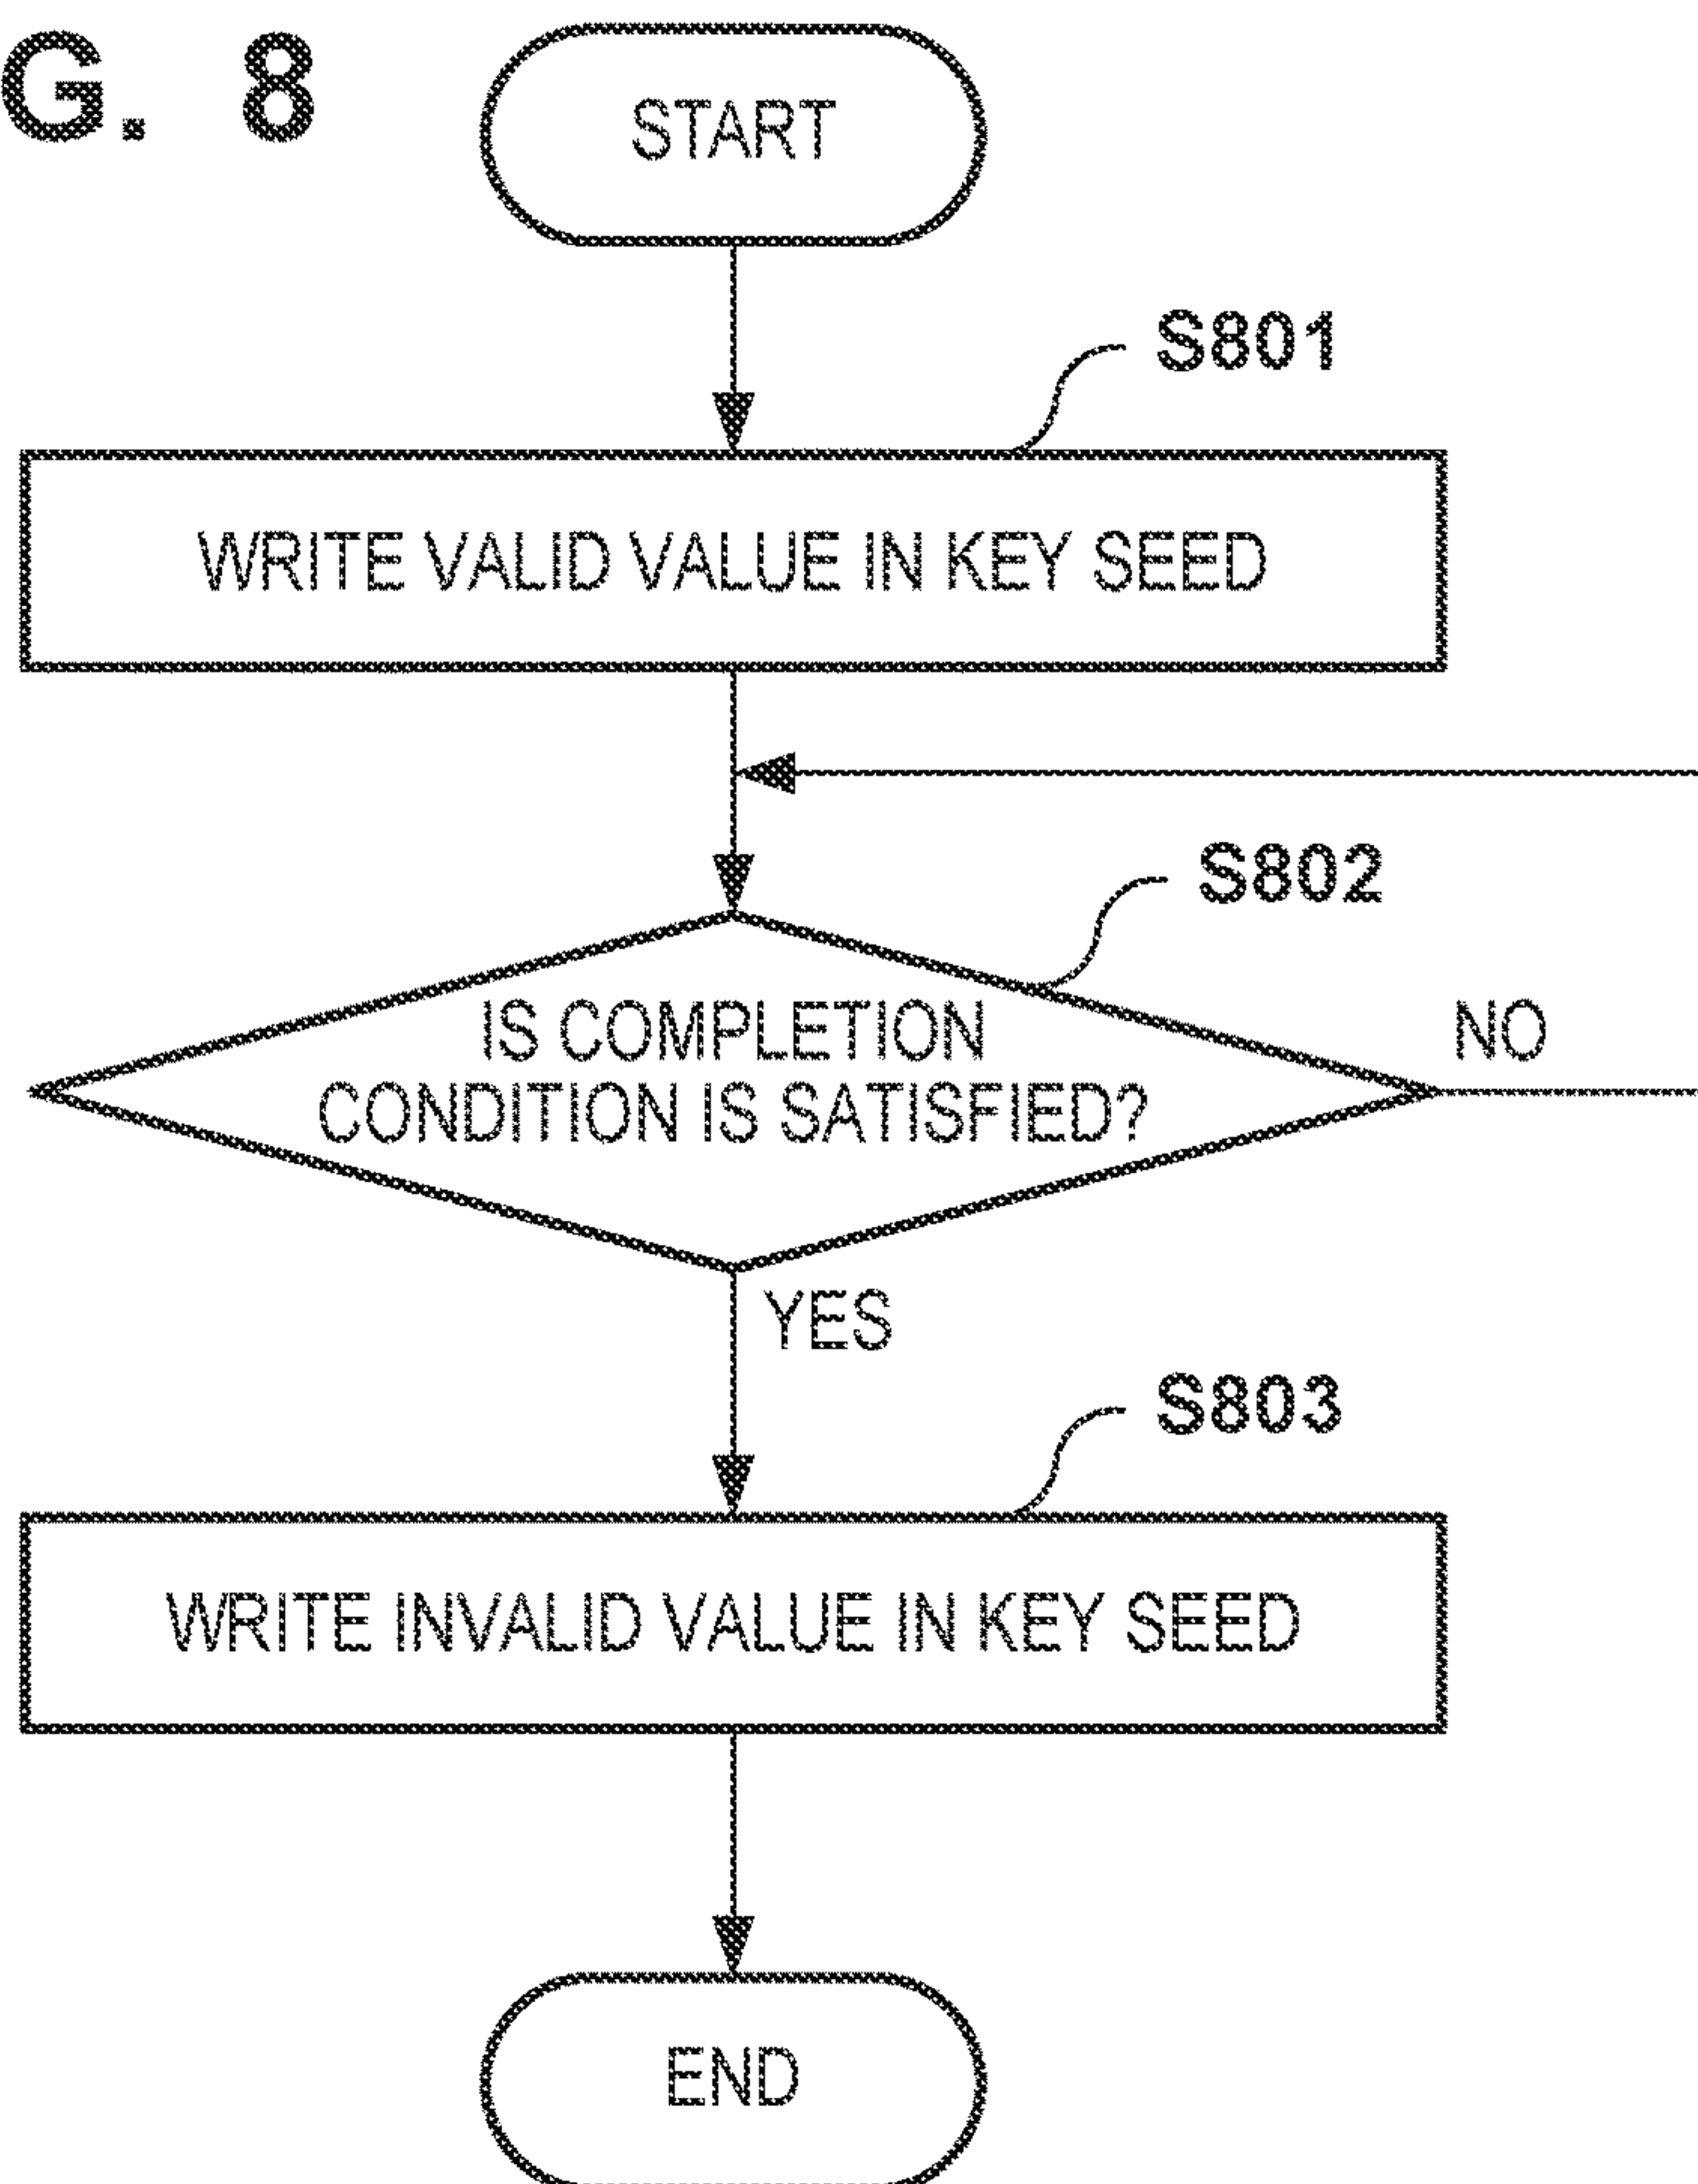 G. 8
START
S801
WRITE VALID VALUE IN KEY SEED
S802
IS COMPLETION
CONDITION IS SATISFIED?
NO
YES
S803
WRITE INVALID VALUE IN KEY SEED
END